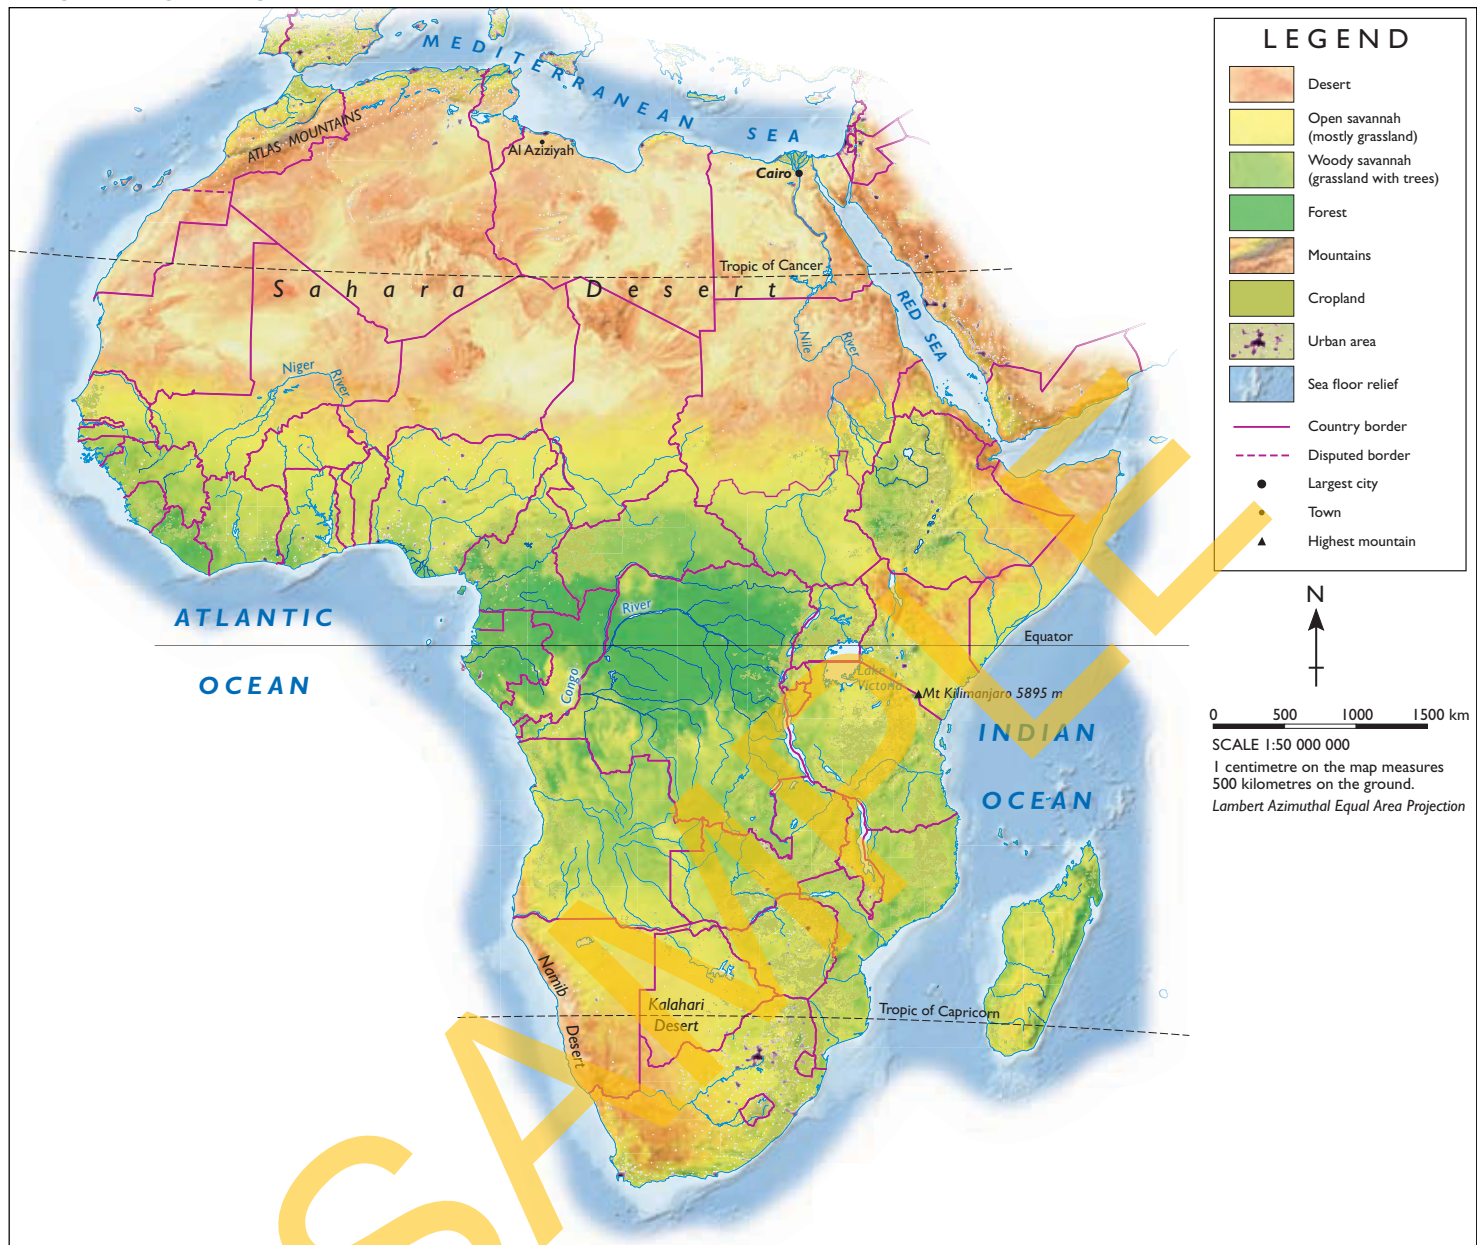 MEDITERRANEAN SEA
ATLAS MOUNTAINS
Al Aziziyah
Cairo
Tropic of Cancer
Sahara Desert
RED SEA
Nile River
Niger River
ATLANTIC
OCEAN
Congo River
Equator
Lake
Victoria
Mt Kilimanjaro 5895 m
INDIAN
OCEAN
Namib Desert
Kalahari
Desert
Tropic of Capricorn
SAMPLE
LEGEND
Desert
Open savannah
(mostly grassland)
Woody savannah
(grassland with trees)
Forest
Mountains
Cropland
Urban area
Sea floor relief
Country border
Disputed border
Largest city
Town
Highest mountain
N
0 500 1000 1500 km
SCALE 1:50 000 000
1 centimetre on the map measures
500 kilometres on the ground.
Lambert Azimuthal Equal Area Projection